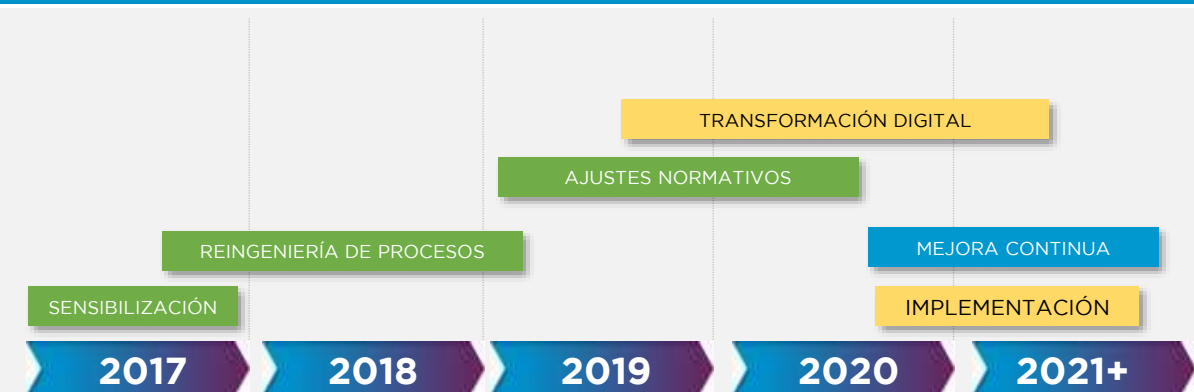 TRANSFORMACIÓN DIGITAL
AJUSTES NORMATIVOS
REINGENIERÍA DE PROCESOS
MEJORA CONTINUA
SENSIBILIZACIÓN
IMPLEMENTACIÓN
2017
2018
2019
2020
2021+